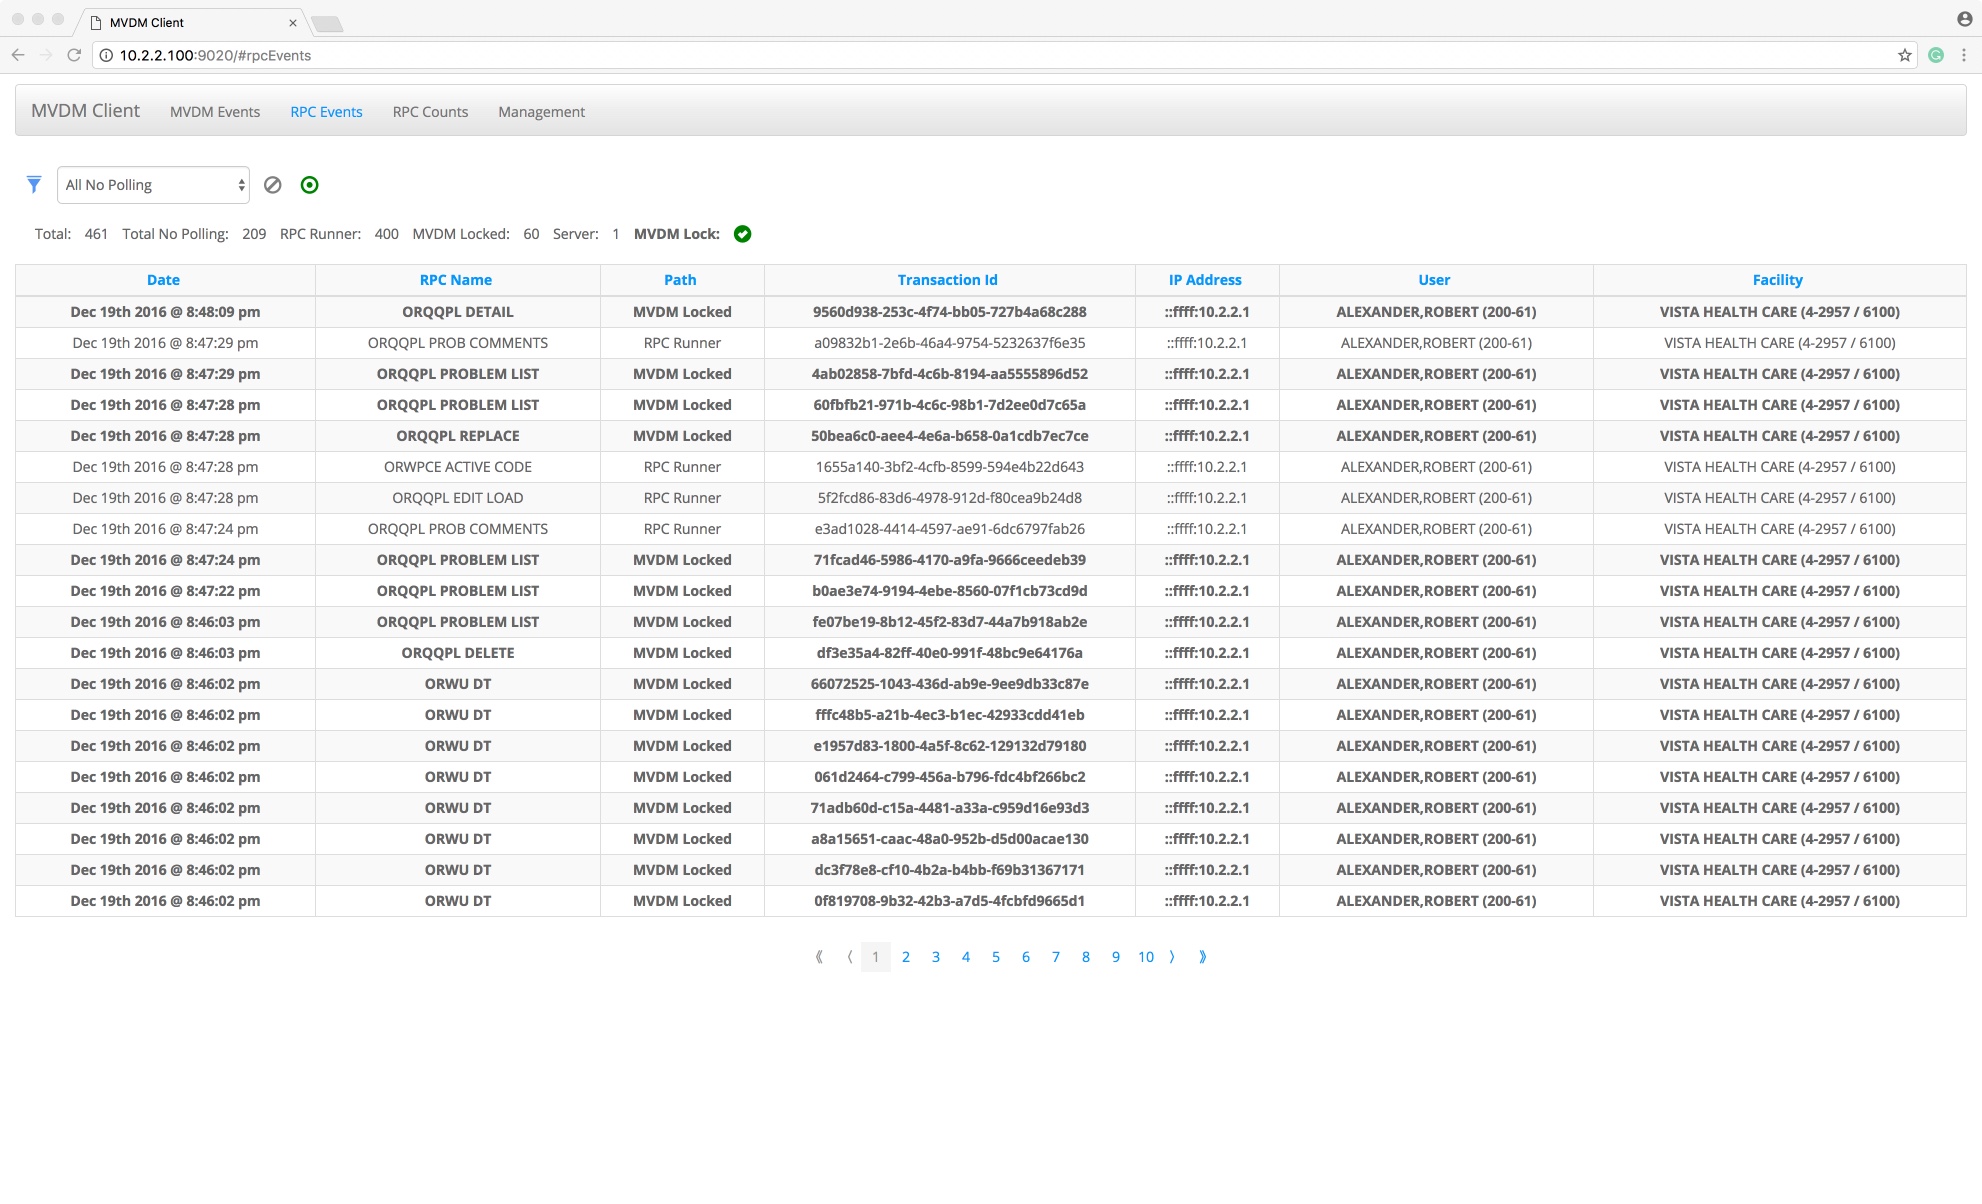 MVDM Client
10.2.2.100:9020/#rpcEvents
MVDM Client MVDM Events RPC Events RPC Counts Management
All No Polling
Total: 461 Total No Polling: 209 RPC Runner: 400 MVDM Locked: 60 Server: 1 MVDM Lock:
Date RPC Name Path Transaction Id IP Address User Facility
Dec 19th 2016 @ 8:48:09 pm ORQQPL DETAIL MVDM Locked 9560d938-253c-4f74-bb05-727b4a68c288 ::ffff:10.2.2.1 ALEXANDER,ROBERT (200-61) VISTA HEALTH CARE (4-2957 / 6100)
Dec 19th 2016 @ 8:47:29 pm ORQQPL PROB COMMENTS RPC Runner a09832b1-2e6b-46a4-9754-5232637f6e35 ::ffff:10.2.2.1 ALEXANDER,ROBERT (200-61) VISTA HEALTH CARE (4-2957 / 6100)
Dec 19th 2016 @ 8:47:29 pm ORQQPL PROBLEM LIST MVDM Locked 4ab02858-7bfd-4c6b-8194-aa5555896d52 ::ffff:10.2.2.1 ALEXANDER,ROBERT (200-61) VISTA HEALTH CARE (4-2957 / 6100)
Dec 19th 2016 @ 8:47:28 pm ORQQPL PROBLEM LIST MVDM Locked 60fbfb21-971b-4c6c-98b1-7d2ee0d7c65a ::ffff:10.2.2.1 ALEXANDER,ROBERT (200-61) VISTA HEALTH CARE (4-2957 / 6100)
Dec 19th 2016 @ 8:47:28 pm ORQQPL REPLACE MVDM Locked 50bea6c0-aee4-4e6a-b658-0a1cdb7ec7ce ::ffff:10.2.2.1 ALEXANDER,ROBERT (200-61) VISTA HEALTH CARE (4-2957 / 6100)
Dec 19th 2016 @ 8:47:28 pm ORWPCE ACTIVE CODE RPC Runner 1655a140-3bf2-4cfb-8599-594e4b22d643 ::ffff:10.2.2.1 ALEXANDER,ROBERT (200-61) VISTA HEALTH CARE (4-2957 / 6100)
Dec 19th 2016 @ 8:47:28 pm ORQQPL EDIT LOAD RPC Runner 5f2fcd86-83d6-4978-912d-f80cea9b24d8 ::ffff:10.2.2.1 ALEXANDER,ROBERT (200-61) VISTA HEALTH CARE (4-2957 / 6100)
Dec 19th 2016 @ 8:47:24 pm ORQQPL PROB COMMENTS RPC Runner e3ad1028-4414-4597-ae91-6dc6797fab26 ::ffff:10.2.2.1 ALEXANDER,ROBERT (200-61) VISTA HEALTH CARE (4-2957 / 6100)
Dec 19th 2016 @ 8:47:24 pm ORQQPL PROBLEM LIST MVDM Locked 71fcad46-5986-4170-a9fa-9666ceedeb39 ::ffff:10.2.2.1 ALEXANDER,ROBERT (200-61) VISTA HEALTH CARE (4-2957 / 6100)
Dec 19th 2016 @ 8:47:22 pm ORQQPL PROBLEM LIST MVDM Locked b0ae3e74-9194-4ebe-8560-07f1cb73cd9d ::ffff:10.2.2.1 ALEXANDER,ROBERT (200-61) VISTA HEALTH CARE (4-2957 / 6100)
Dec 19th 2016 @ 8:46:03 pm ORQQPL PROBLEM LIST MVDM Locked fe07be19-8b12-45f2-83d7-44a7b918ab2e ::ffff:10.2.2.1 ALEXANDER,ROBERT (200-61) VISTA HEALTH CARE (4-2957 / 6100)
Dec 19th 2016 @ 8:46:03 pm ORQQPL DELETE MVDM Locked df3e35a4-82ff-40e0-991f-48bc9e64176a ::ffff:10.2.2.1 ALEXANDER,ROBERT (200-61) VISTA HEALTH CARE (4-2957 / 6100)
Dec 19th 2016 @ 8:46:02 pm ORWU DT MVDM Locked 66072525-1043-436d-ab9e-9ee9db33c87e ::ffff:10.2.2.1 ALEXANDER,ROBERT (200-61) VISTA HEALTH CARE (4-2957 / 6100)
Dec 19th 2016 @ 8:46:02 pm ORWU DT MVDM Locked fffc48b5-a21b-4ec3-b1ec-42933cdd41eb ::ffff:10.2.2.1 ALEXANDER,ROBERT (200-61) VISTA HEALTH CARE (4-2957 / 6100)
Dec 19th 2016 @ 8:46:02 pm ORWU DT MVDM Locked e1957d83-1800-4a5f-8c62-129132d79180 ::ffff:10.2.2.1 ALEXANDER,ROBERT (200-61) VISTA HEALTH CARE (4-2957 / 6100)
Dec 19th 2016 @ 8:46:02 pm ORWU DT MVDM Locked 061d2464-c799-456a-b796-fdc4bf266bc2 ::ffff:10.2.2.1 ALEXANDER,ROBERT (200-61) VISTA HEALTH CARE (4-2957 / 6100)
Dec 19th 2016 @ 8:46:02 pm ORWU DT MVDM Locked 71adb60d-c15a-4481-a33a-c959d16e93d3 ::ffff:10.2.2.1 ALEXANDER,ROBERT (200-61) VISTA HEALTH CARE (4-2957 / 6100)
Dec 19th 2016 @ 8:46:02 pm ORWU DT MVDM Locked a8a15651-caac-48a0-952b-d5d00acae130 ::ffff:10.2.2.1 ALEXANDER,ROBERT (200-61) VISTA HEALTH CARE (4-2957 / 6100)
Dec 19th 2016 @ 8:46:02 pm ORWU DT MVDM Locked dc3f78e8-cf10-4b2a-b4bb-f69b31367171 ::ffff:10.2.2.1 ALEXANDER,ROBERT (200-61) VISTA HEALTH CARE (4-2957 / 6100)
Dec 19th 2016 @ 8:46:02 pm ORWU DT MVDM Locked 0f819708-9b32-42b3-a7d5-4fcbfd9665d1 ::ffff:10.2.2.1 ALEXANDER,ROBERT (200-61) VISTA HEALTH CARE (4-2957 / 6100)
《 〈 1 2 3 4 5 6 7 8 9 10 〉 》